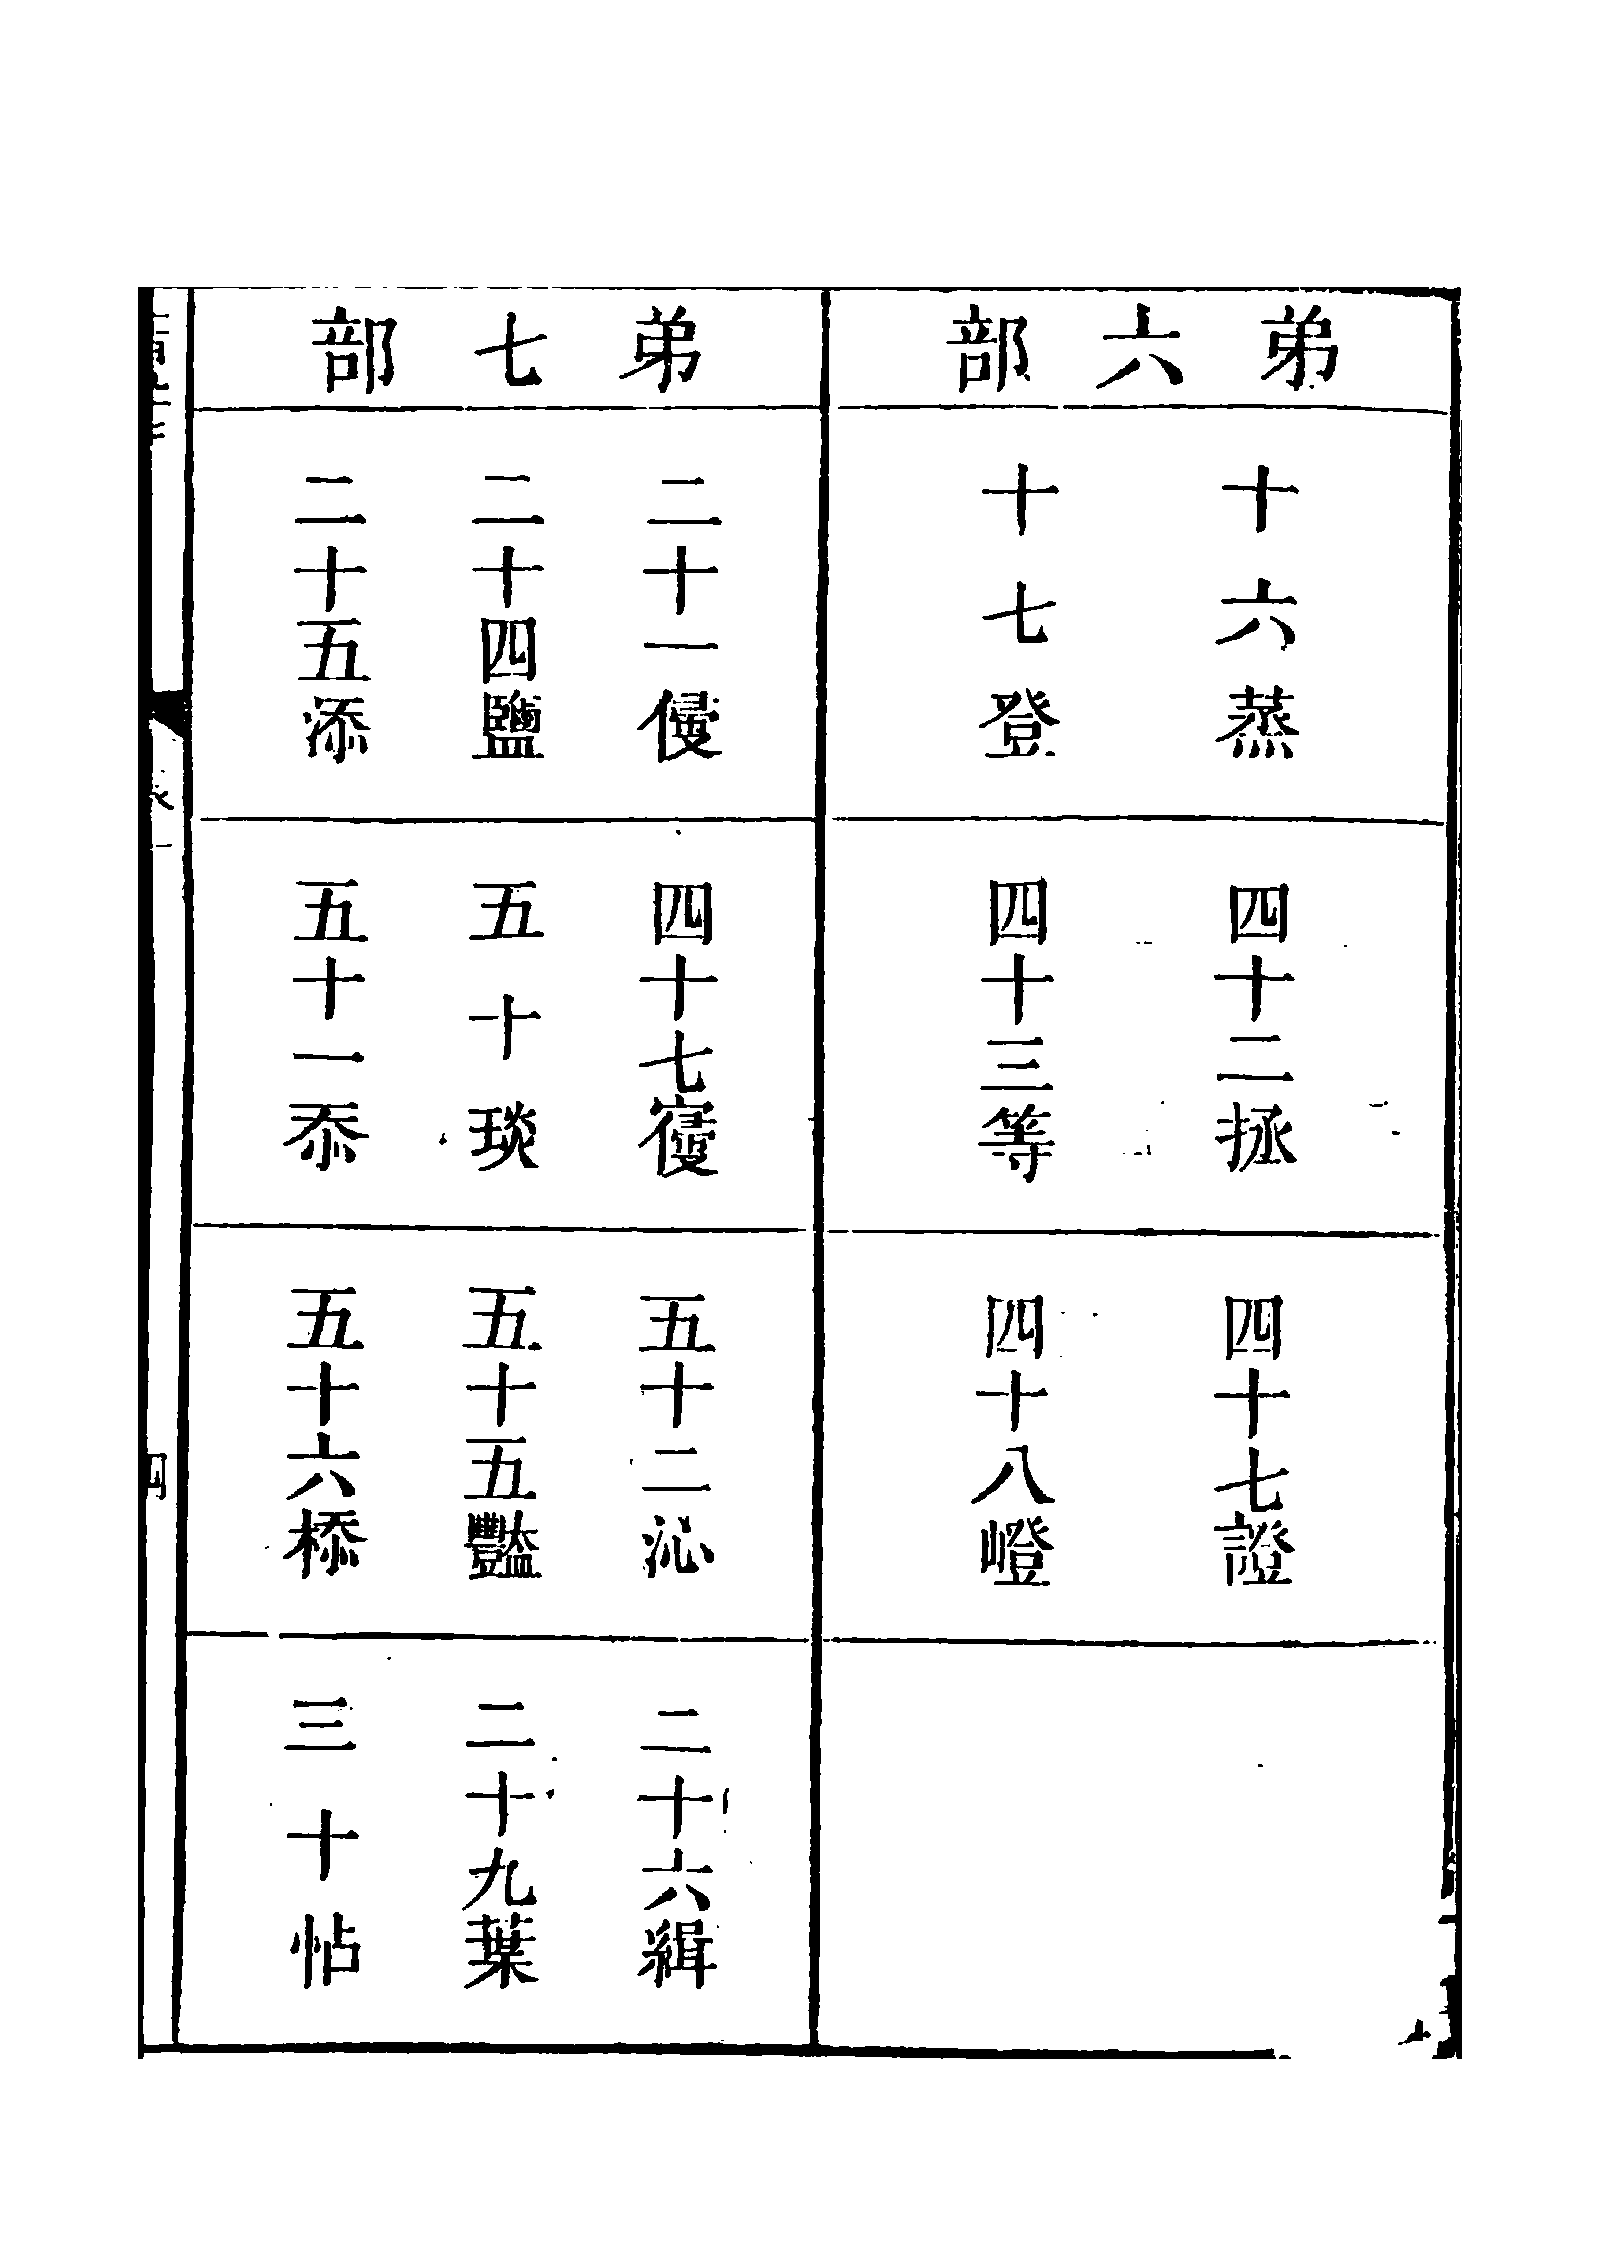 弟六部
十六蒸
十七登
四十二拯
四十三等
四十七證
四十八嶝
弟七部
二十一侵
二十四鹽
二十五添
四十七寑
五十琰
五十一忝
五十二沁
五十五豔
五十六㮇
二十六緝
二十九葉
三十帖
四